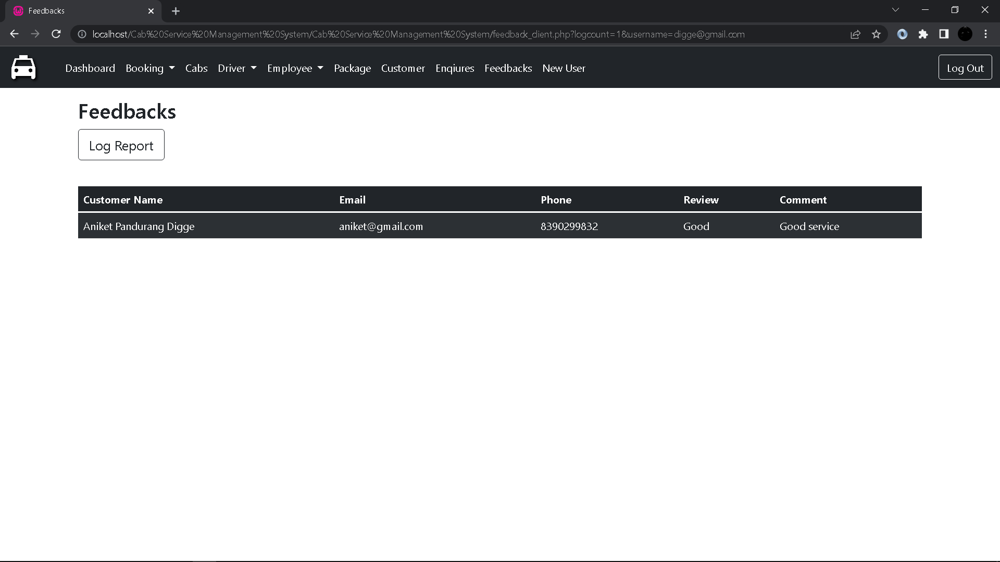 Feedbacks
localhost/Cab%20Service%20Management%20System/Cab%20Service%20Management%20System/feedback_client.php?logcount=1&username=digge@gmail.com
Dashboard Booking Cabs Driver Employee Package Customer Enqiures Feedbacks New User Log Out
Feedbacks
Log Report
Customer Name Email Phone Review Comment
Aniket Pandurang Digge aniket@gmail.com 8390299832 Good Good service